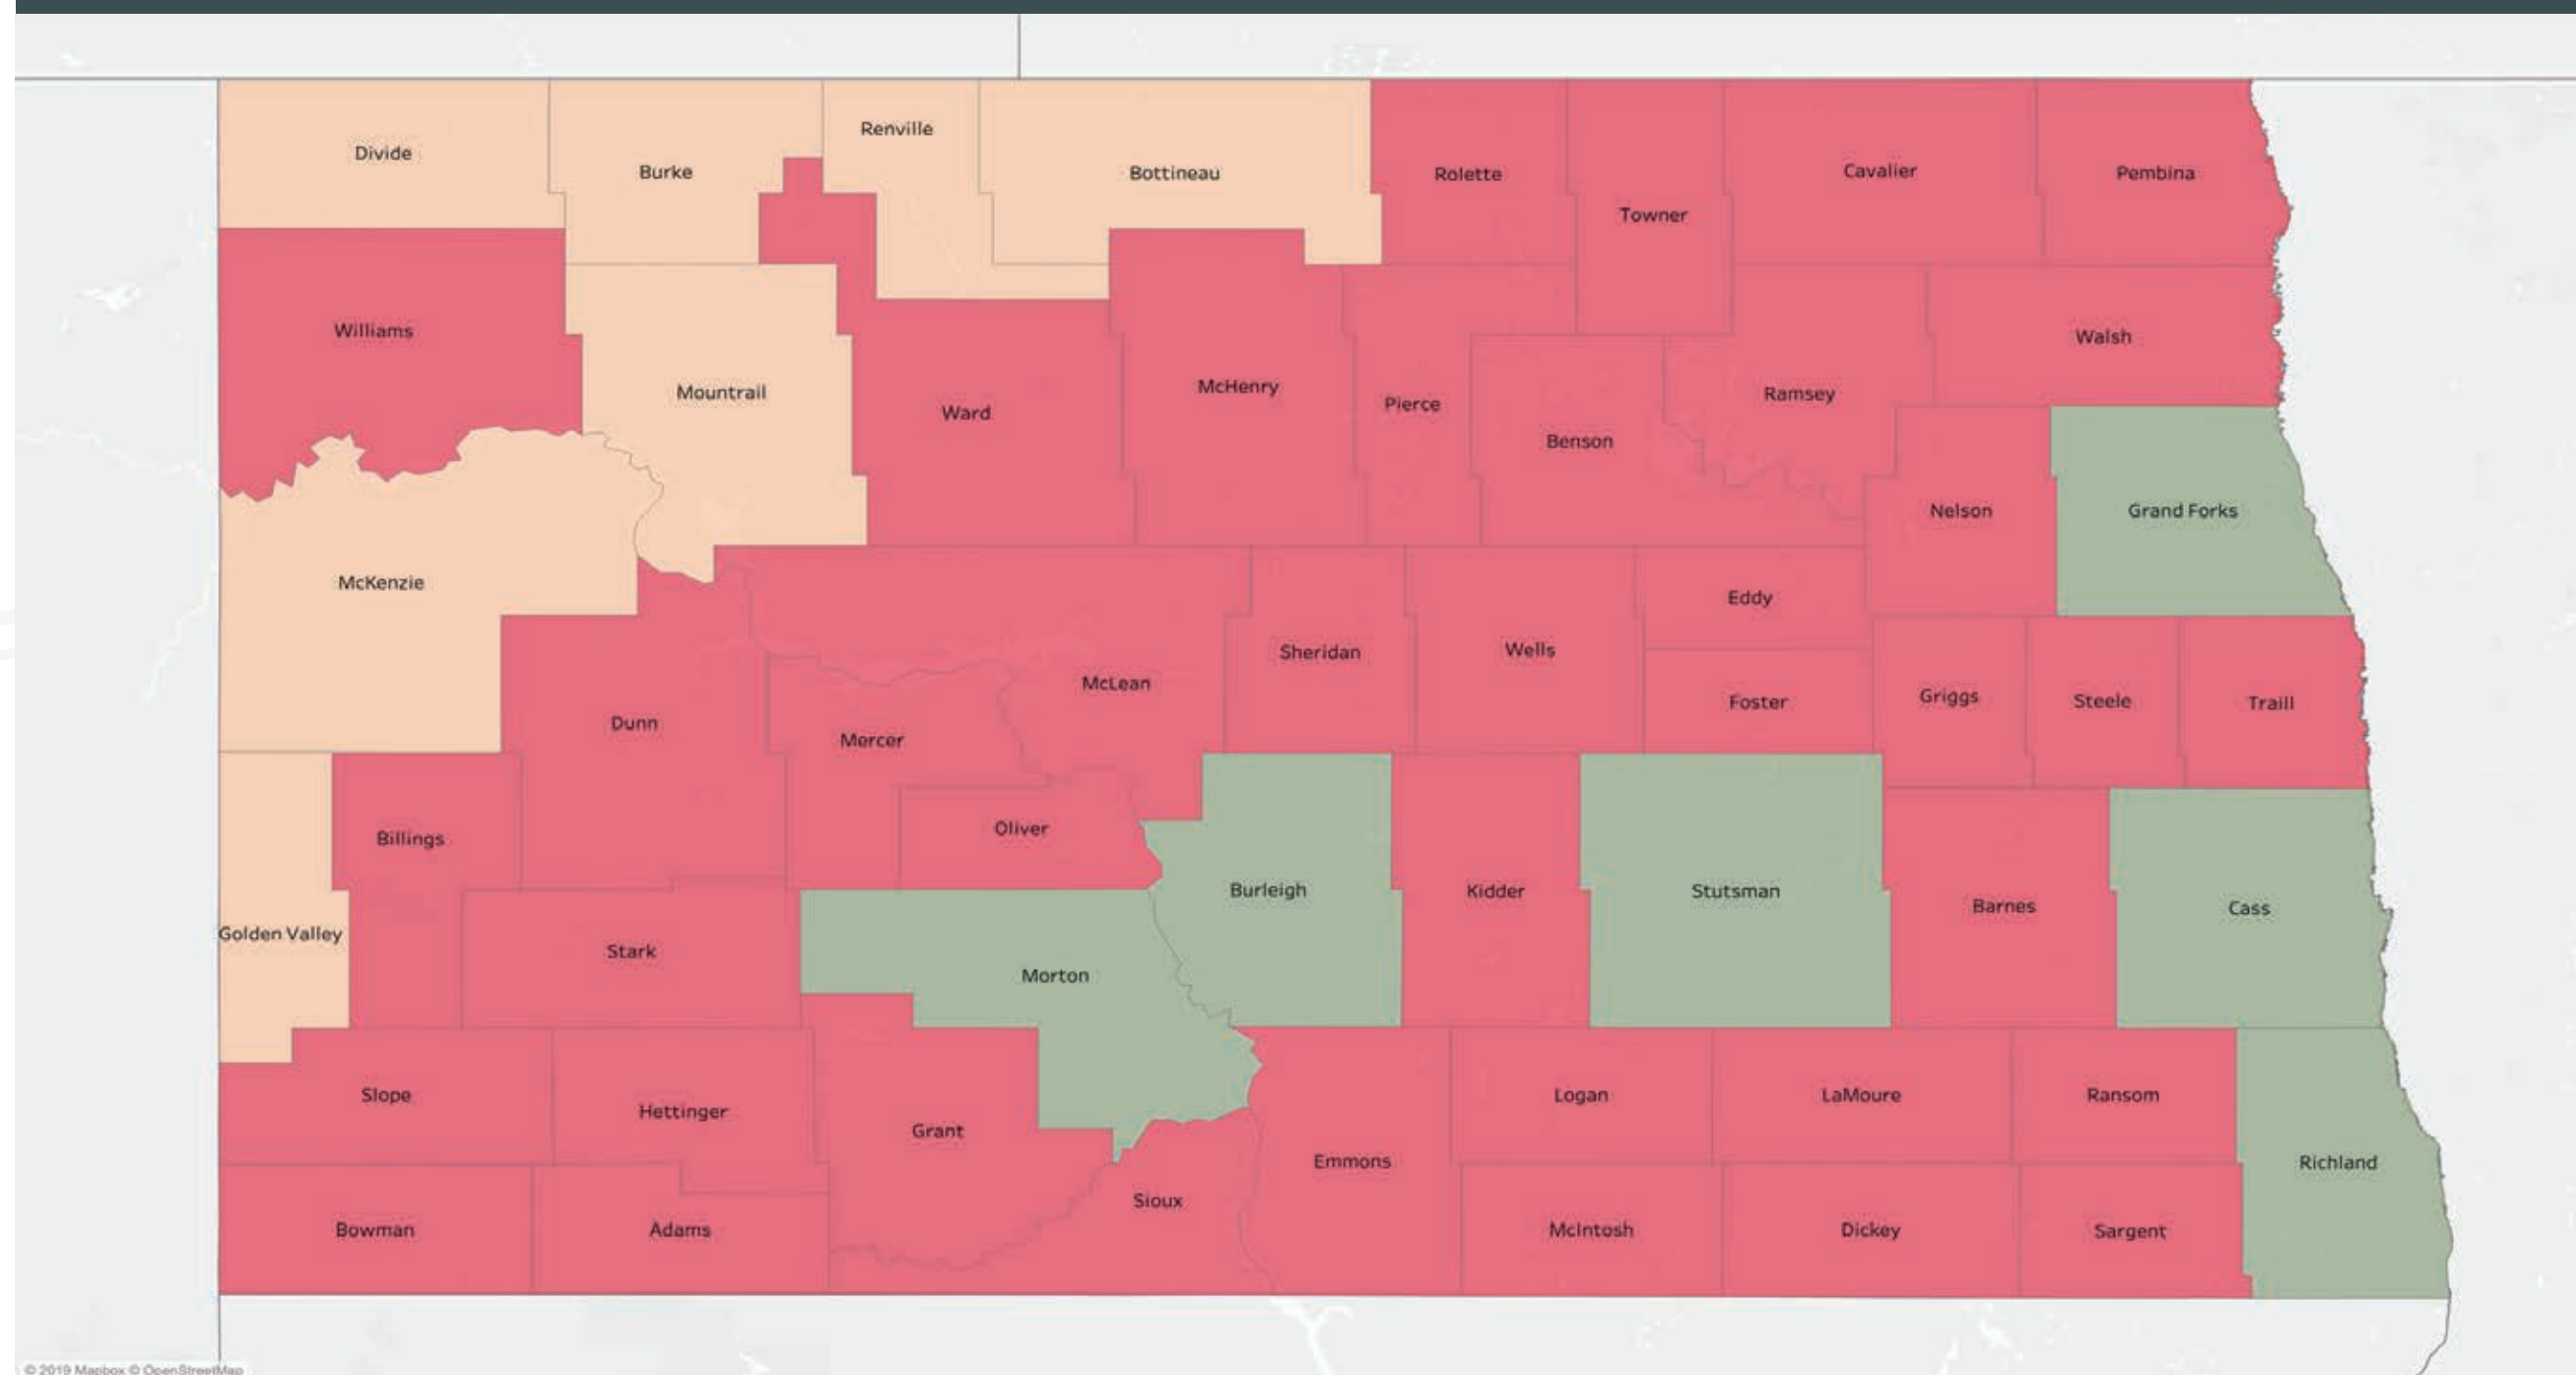 Renville
Divide
Burke
Bottineau
Rolette
Cavalier
Pembina
Towner
Williams
Mountrail
Ward
McHenry
Pierce
Benson
Ramsey
Walsh
Nelson
Grand Forks
McKenzie
Eddy
Dunn
Mercer
McLean
Sheridan
Wells
Foster
Griggs
Steele
Traill
Billings
Oliver
Golden Valley
Stark
Morton
Burleigh
Kidder
Stutsman
Barnes
Cass
Slope
Hettinger
Grant
Emmons
Logan
LaMoure
Ransom
Richland
Bowman
Adams
Sioux
McIntosh
Dickey
Sargent
© 2019 Mapbox © OpenStreetMap